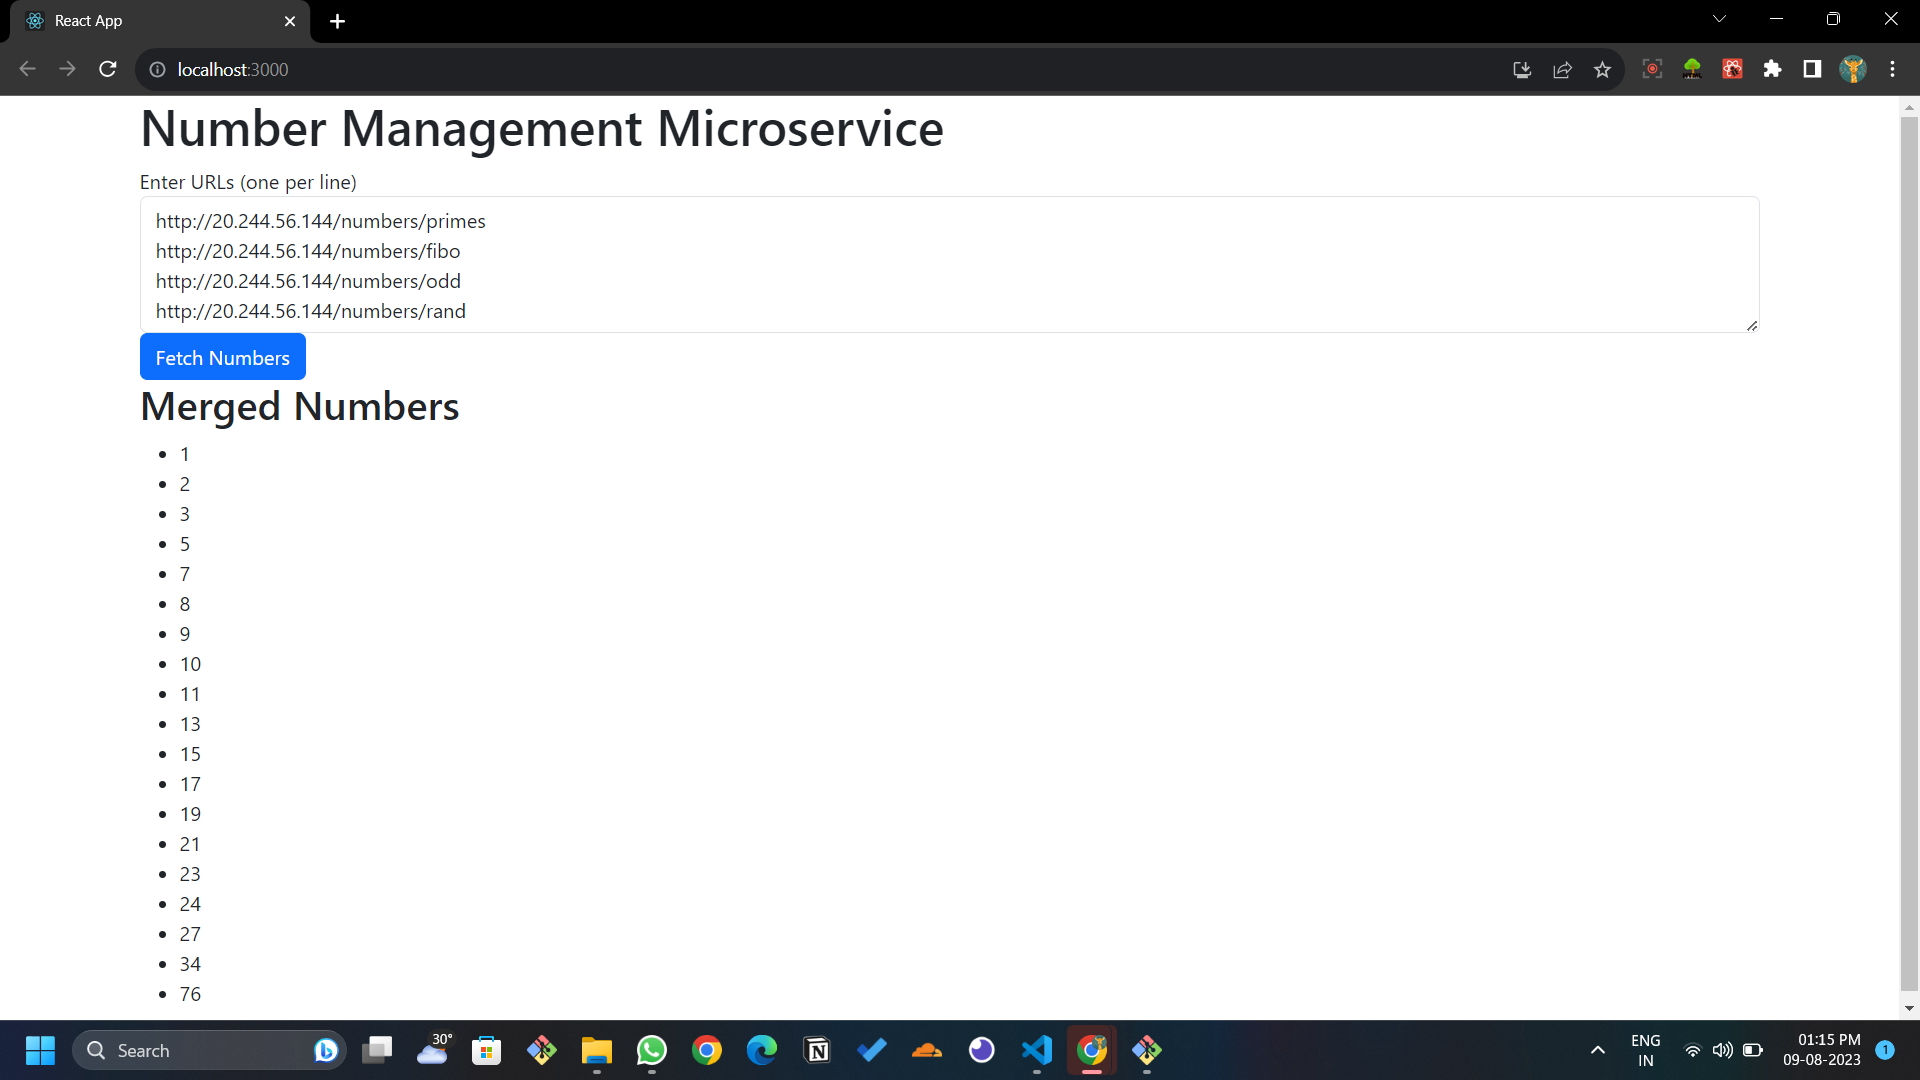 React App
localhost:3000
Number Management Microservice
Enter URLs (one per line)
http://20.244.56.144/numbers/primes
http://20.244.56.144/numbers/fibo
http://20.244.56.144/numbers/odd
http://20.244.56.144/numbers/rand
Fetch Numbers
Merged Numbers
1
2
3
5
7
8
9
10
11
13
15
17
19
21
23
24
27
34
76
Search
30°
ENG
IN
01:15 PM
09-08-2023
1